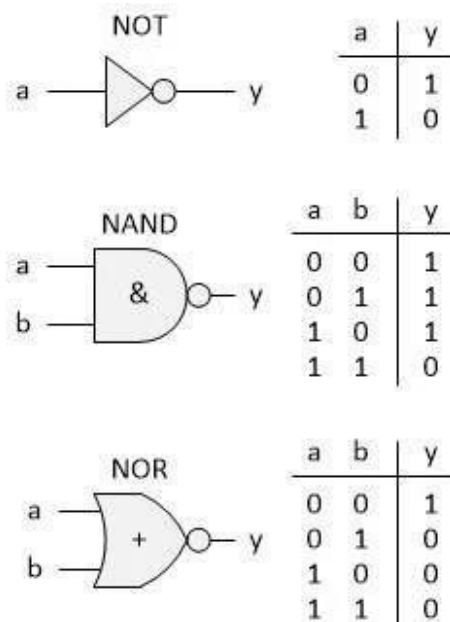 NOT
a y
a y
0 1
1 0
NAND
a
& y
b
a b y
0 0 1
0 1 1
1 0 1
1 1 0
NOR
a
+ y
b
a b y
0 0 1
0 1 0
1 0 0
1 1 0